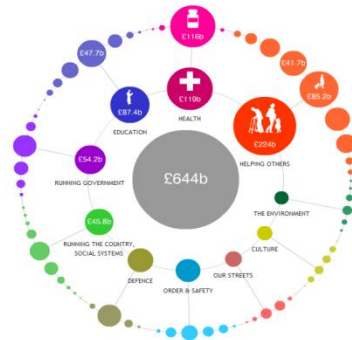 £116b
£47.7b
£41.7b
£85.2b
£87.4b
£119b
EDUCATION
HEALTH
£224b
£54.2b
£644b
HELPING OTHERS
RUNNING GOVERNMENT
£45.8b
THE ENVIRONMENT
RUNNING THE COUNTRY,
SOCIAL SYSTEMS
CULTURE
DEFENCE
OUR STREETS
ORDER & SAFETY